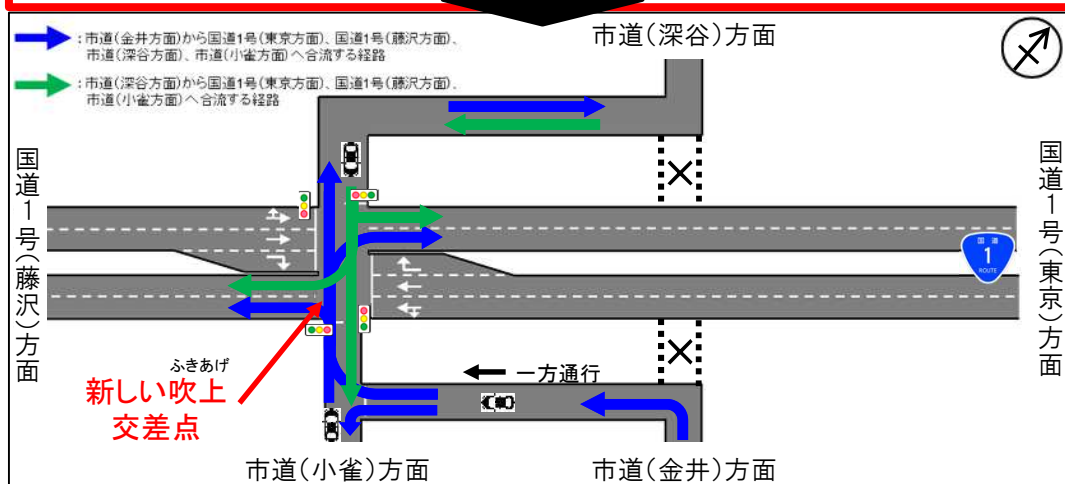 :市道(金井方面)から国道1号(東京方面)、国道1号(藤沢方面)、
市道(深谷方面)、市道(小雀方面)へ合流する経路
:市道(深谷方面)から国道1号(東京方面)、国道1号(藤沢方面)、
市道(小雀方面)へ合流する経路
市道(深谷)方面
国道1号(藤沢)方面
国道1号(東京)方面
国道
1
ROUTE
ふきあげ
新しい吹上
交差点
一方通行
市道(小雀)方面
市道(金井)方面